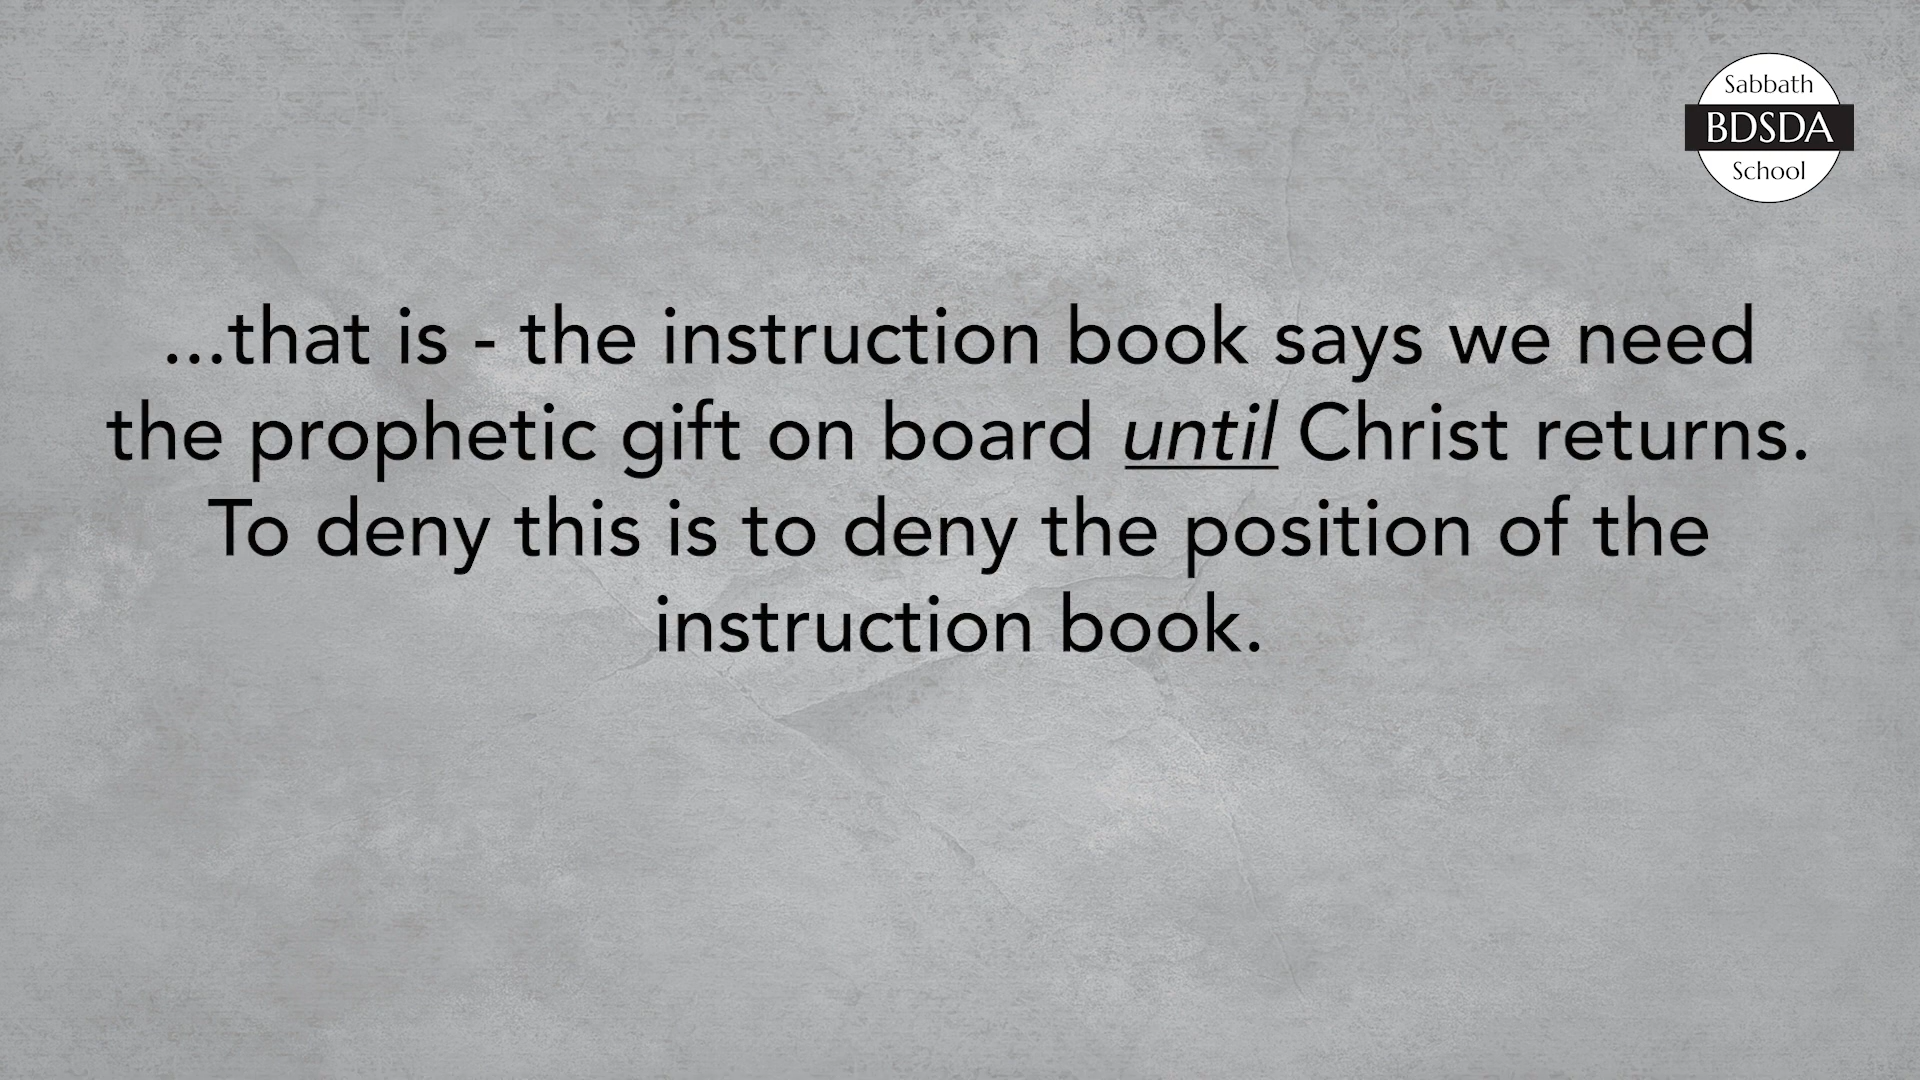 Sabbath
BDSDA
School
...that is - the instruction book says we need
the prophetic gift on board until Christ returns.
To deny this is to deny the position of the
instruction book.